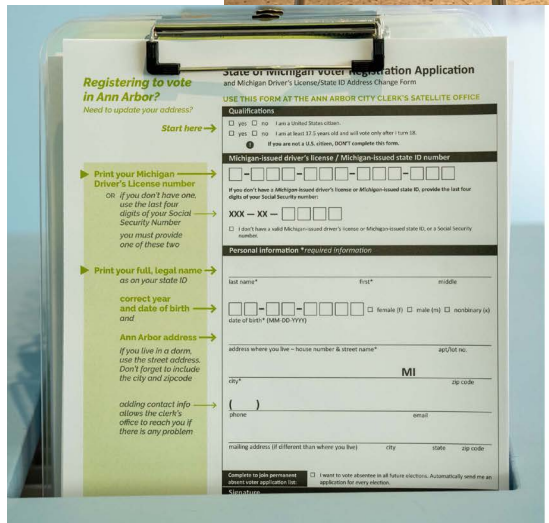 Registering to vote
in Ann Arbor?
Need to update your address?
Start here →
▶ Print your Michigan
Driver's License number
OR if you don't have one,
use the last four
digits of your Social
Security Number
you must provide
one of these two
▶ Print your full, legal name →
as on your state ID
correct year
and date of birth →
and
Ann Arbor address →
If you live in a dorm,
use the street address.
Don't forget to include
the city and zipcode
adding contact info →
allows the clerk's
office to reach you if
there is any problem
State of Michigan Voter Registration Application
and Michigan Driver's License/State ID Address Change Form
USE THIS FORM AT THE ANN ARBOR CITY CLERK'S SATELLITE OFFICE
Qualifications
☐ yes ☐ no I am a United States citizen.
☐ yes ☐ no I am at least 17.5 years old and will vote only after I turn 18.
! If you are not a U.S. citizen, DON'T complete this form.
Michigan-issued driver's license / Michigan-issued state ID number
If you don't have a Michigan-issued driver's license or Michigan-issued state ID, provide the last four
digits of your Social Security number:
XXX — XX —
☐ I don't have a valid Michigan-issued driver's license or Michigan-issued state ID, or a Social Security
number.
Personal information *required information
last name* first* middle
☐ female (f) ☐ male (m) ☐ nonbinary (x)
date of birth* (MM-DD-YYYY)
address where you live – house number & street name* apt/lot no.
MI
city* zip code
( )
phone email
mailing address (if different than where you live) city state zip code
Complete to join permanent
absent voter application list:
☐ I want to vote absentee in all future elections. Automatically send me an
application for every election.
Signature